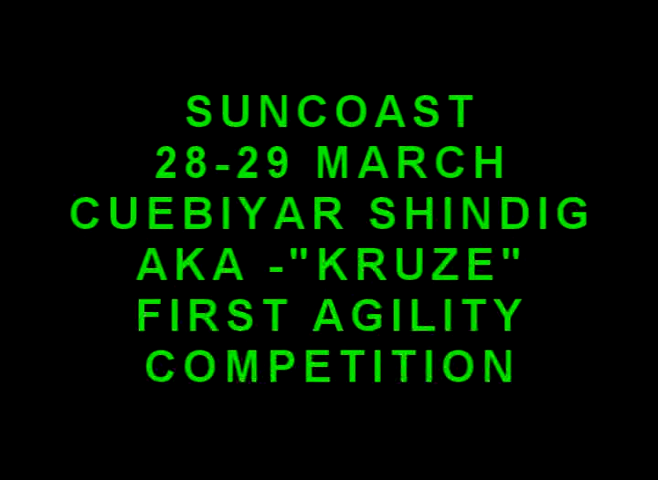 SUNCOAST
28-29 MARCH
CUEBIYAR SHINDIG
AKA -"KRUZE"
FIRST AGILITY
COMPETITION